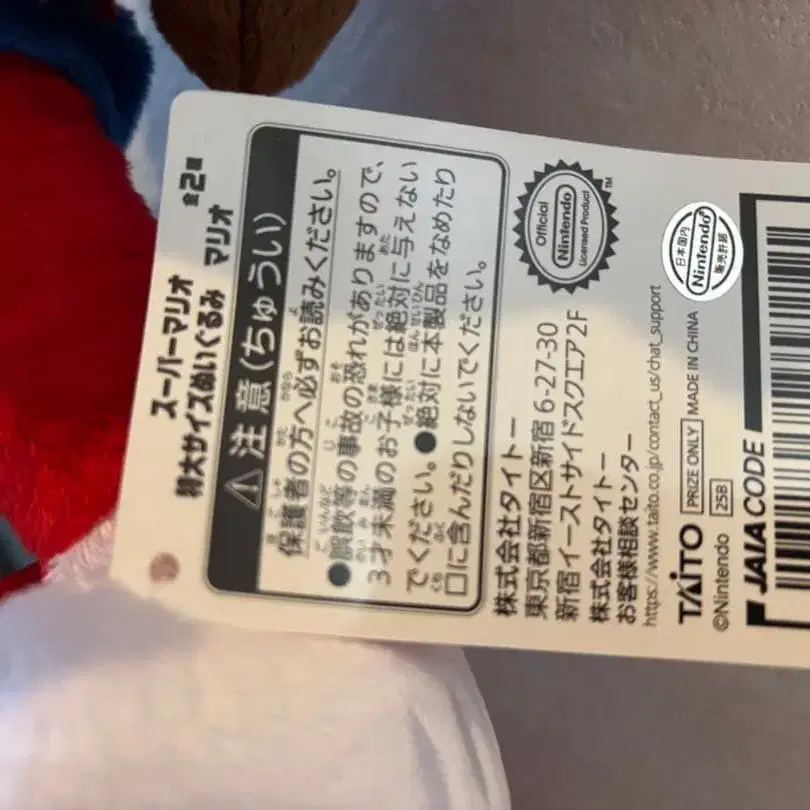 スーパーマリオ 全2種
特大サイズぬいぐるみ マリオ
注意(ちゅうい)
保護者の方へ必ずお読みください。
●誤飲等の事故の恐れがありますので、
3才未満のお子様には絶対に与えない
でください。●絶対に本製品をなめたり
口に含んだりしないでください。
株式会社タイトー
東京都新宿区新宿 6-27-30
新宿イーストサイドスクエア2F
株式会社タイトー
お客様相談センター
https://www.taito.co.jp/contact_us/chat_support
Official
Nintendo
Licensed Product
TM
TAITO PRIZE ONLY MADE IN CHINA
©Nintendo 25B
日本国内
Nintendo
販売許諾
JAIA CODE